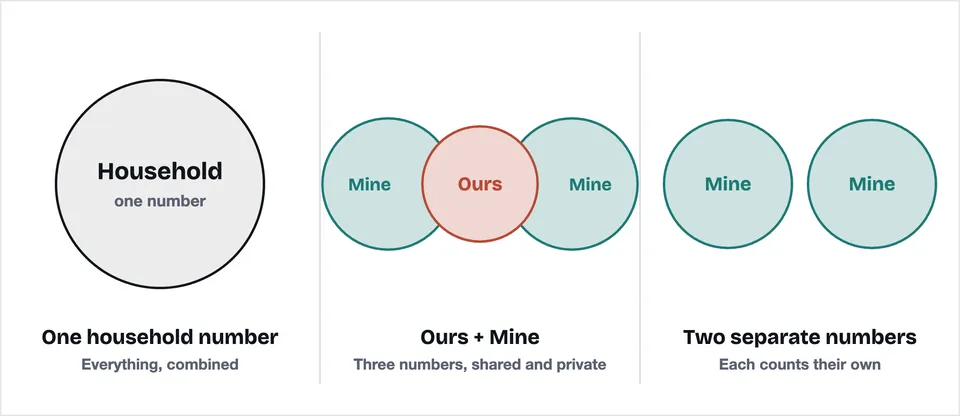 Household
one number
One household number
Everything, combined
Mine
Ours
Mine
Ours + Mine
Three numbers, shared and private
Mine
Mine
Two separate numbers
Each counts their own